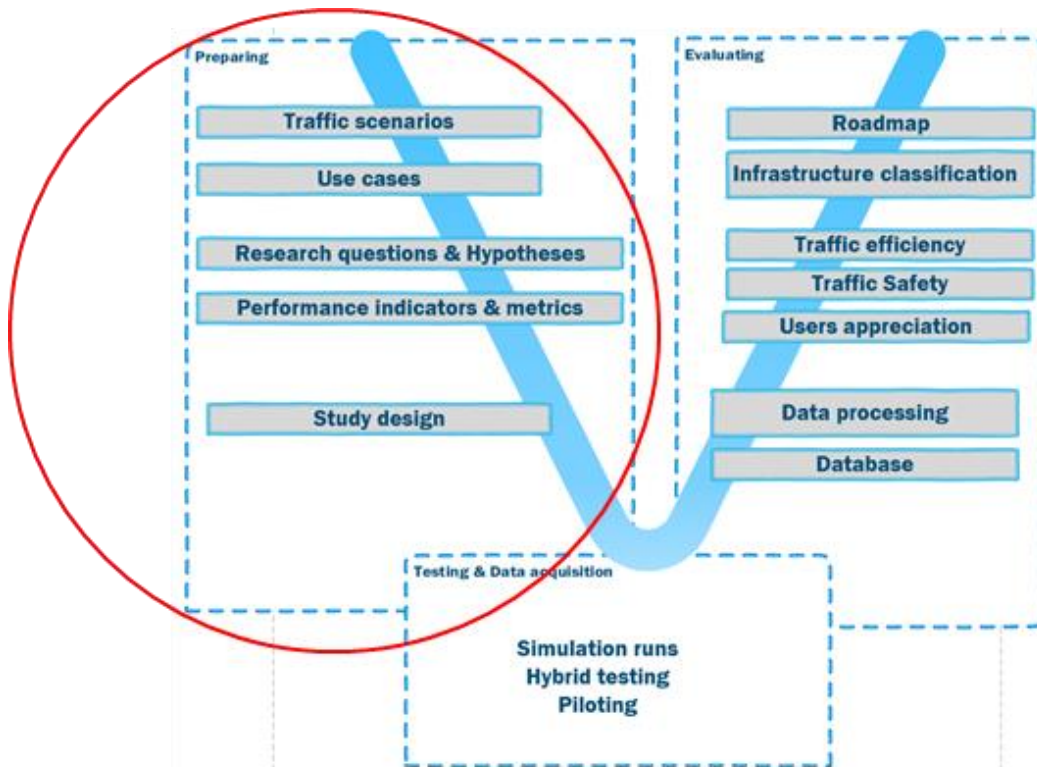 Preparing
Traffic scenarios
Use cases
Research questions & Hypotheses
Performance indicators & metrics
Study design
Evaluating
Roadmap
Infrastructure classification
Traffic efficiency
Traffic Safety
Users appreciation
Data processing
Database
Testing & Data acquisition
Simulation runs
Hybrid testing
Piloting